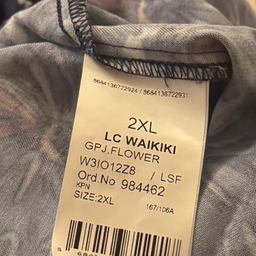 8684136722924 / 8684136722931
2XL
LC WAIKIKI
GPJ.FLOWER
W3IO12Z8 / LSF
Ord.No 984462
KPN
SIZE:2XL 167/106A